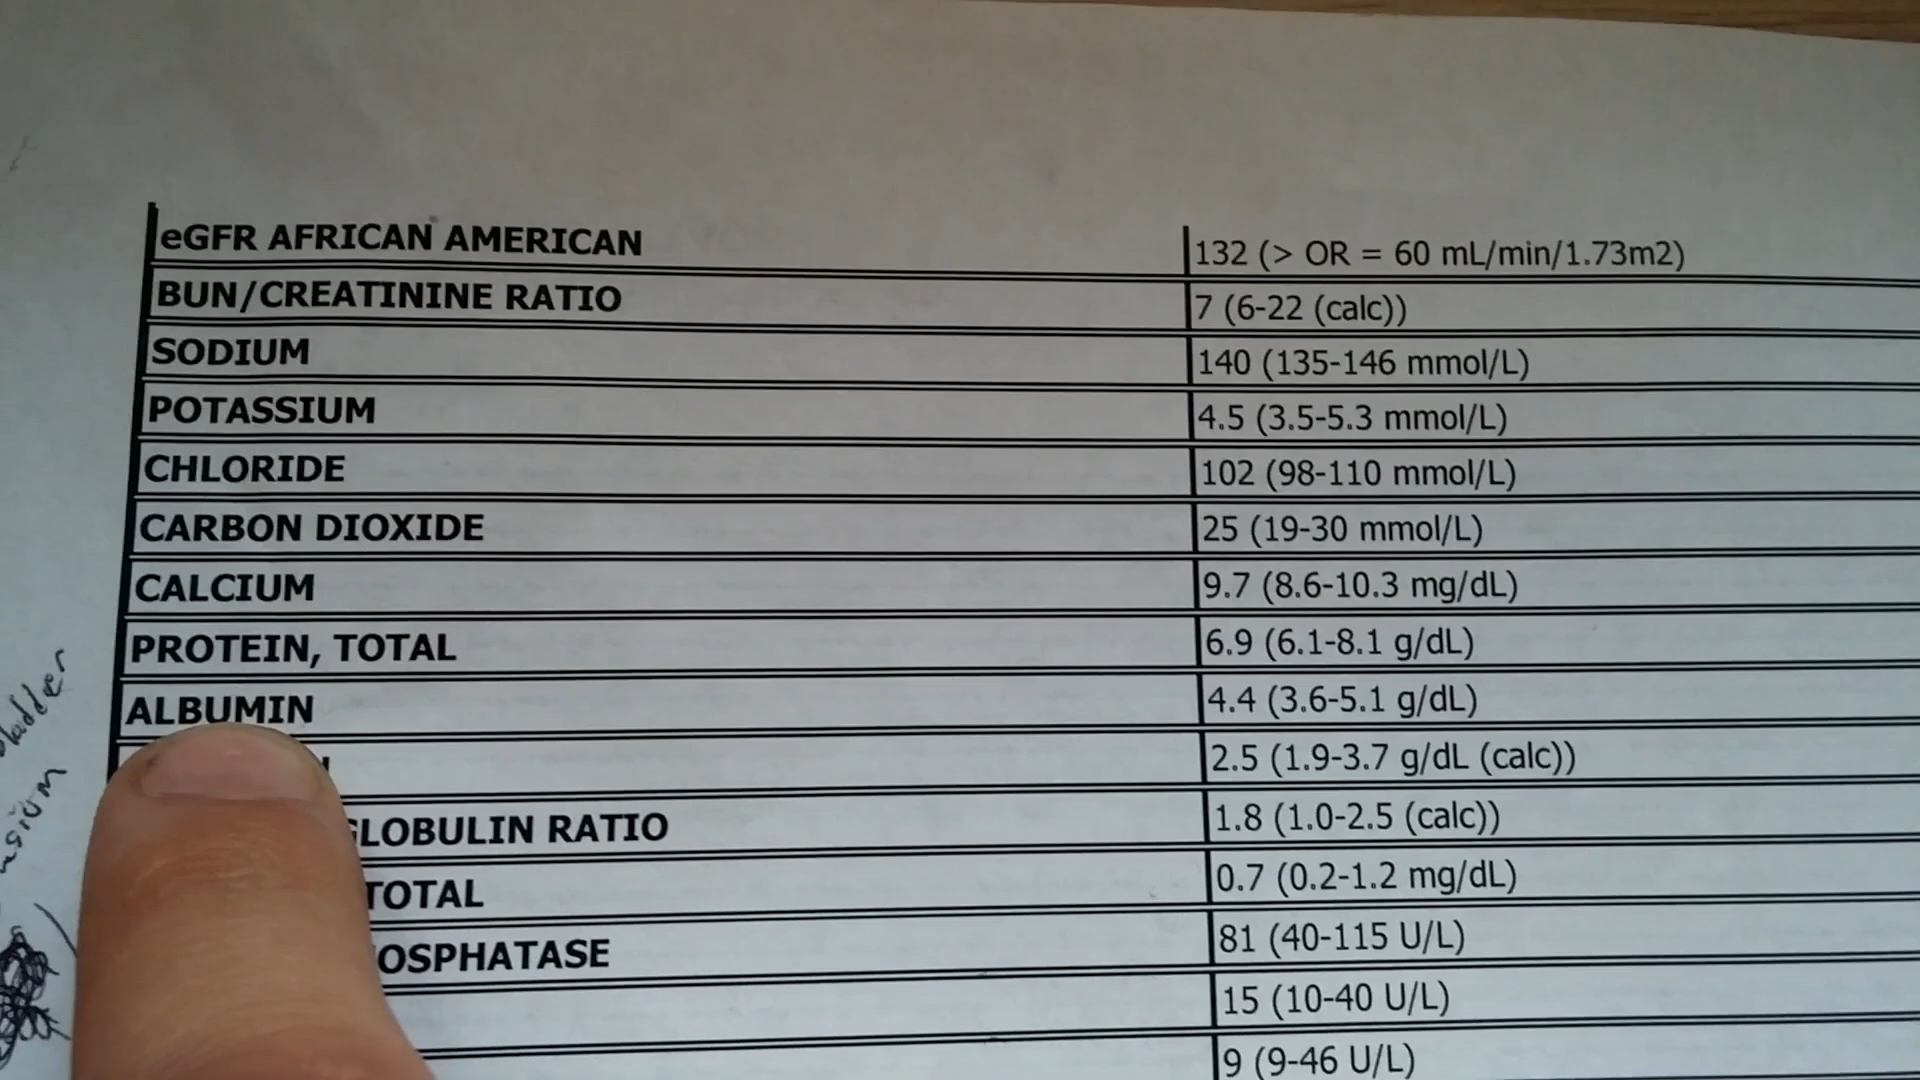 eGFR AFRICAN AMERICAN 132 (> OR = 60 mL/min/1.73m2)
BUN/CREATININE RATIO 7 (6-22 (calc))
SODIUM 140 (135-146 mmol/L)
POTASSIUM 4.5 (3.5-5.3 mmol/L)
CHLORIDE 102 (98-110 mmol/L)
CARBON DIOXIDE 25 (19-30 mmol/L)
CALCIUM 9.7 (8.6-10.3 mg/dL)
PROTEIN, TOTAL 6.9 (6.1-8.1 g/dL)
ALBUMIN 4.4 (3.6-5.1 g/dL)
2.5 (1.9-3.7 g/dL (calc))
LOBULIN RATIO 1.8 (1.0-2.5 (calc))
TOTAL 0.7 (0.2-1.2 mg/dL)
OSPHATASE 81 (40-115 U/L)
15 (10-40 U/L)
9 (9-46 U/L)